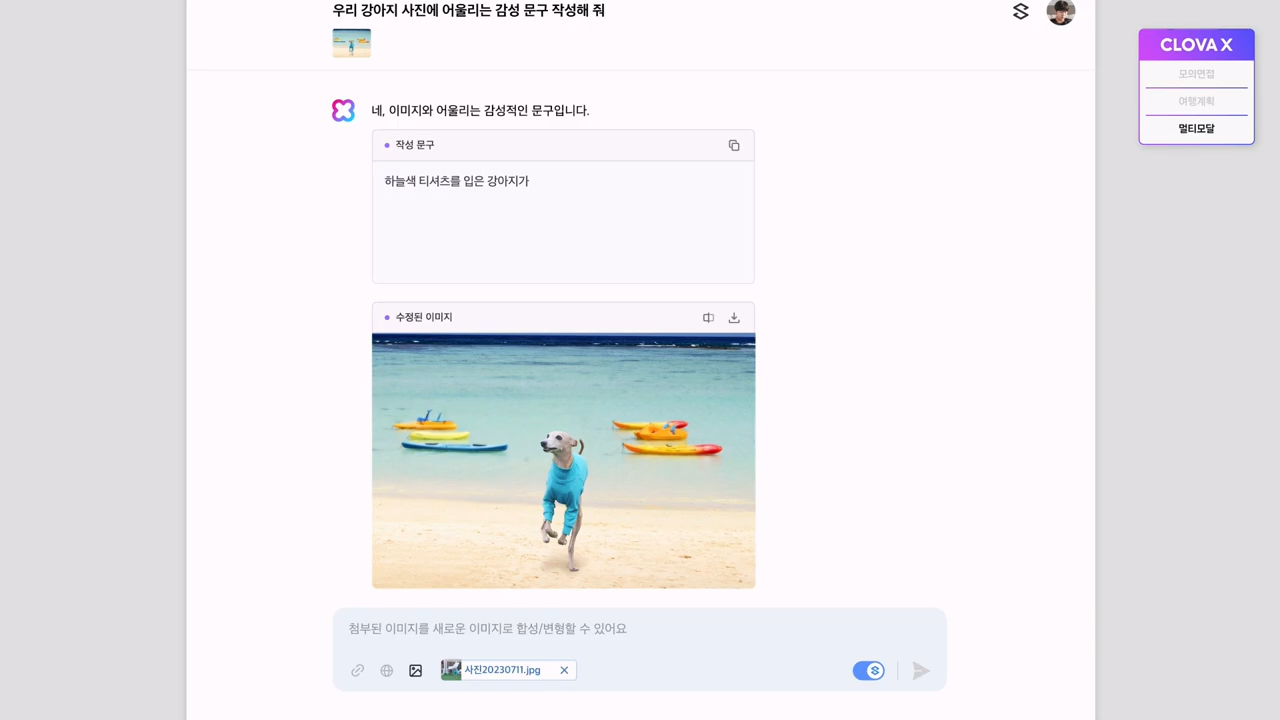 우리 강아지 사진에 어울리는 감성 문구 작성해 줘
CLOVA X
모의면접
여행계획
멀티모달
네, 이미지와 어울리는 감성적인 문구입니다.
작성 문구
하늘색 티셔츠를 입은 강아지가
수정된 이미지
첨부된 이미지를 새로운 이미지로 합성/변형할 수 있어요
사진20230711.jpg